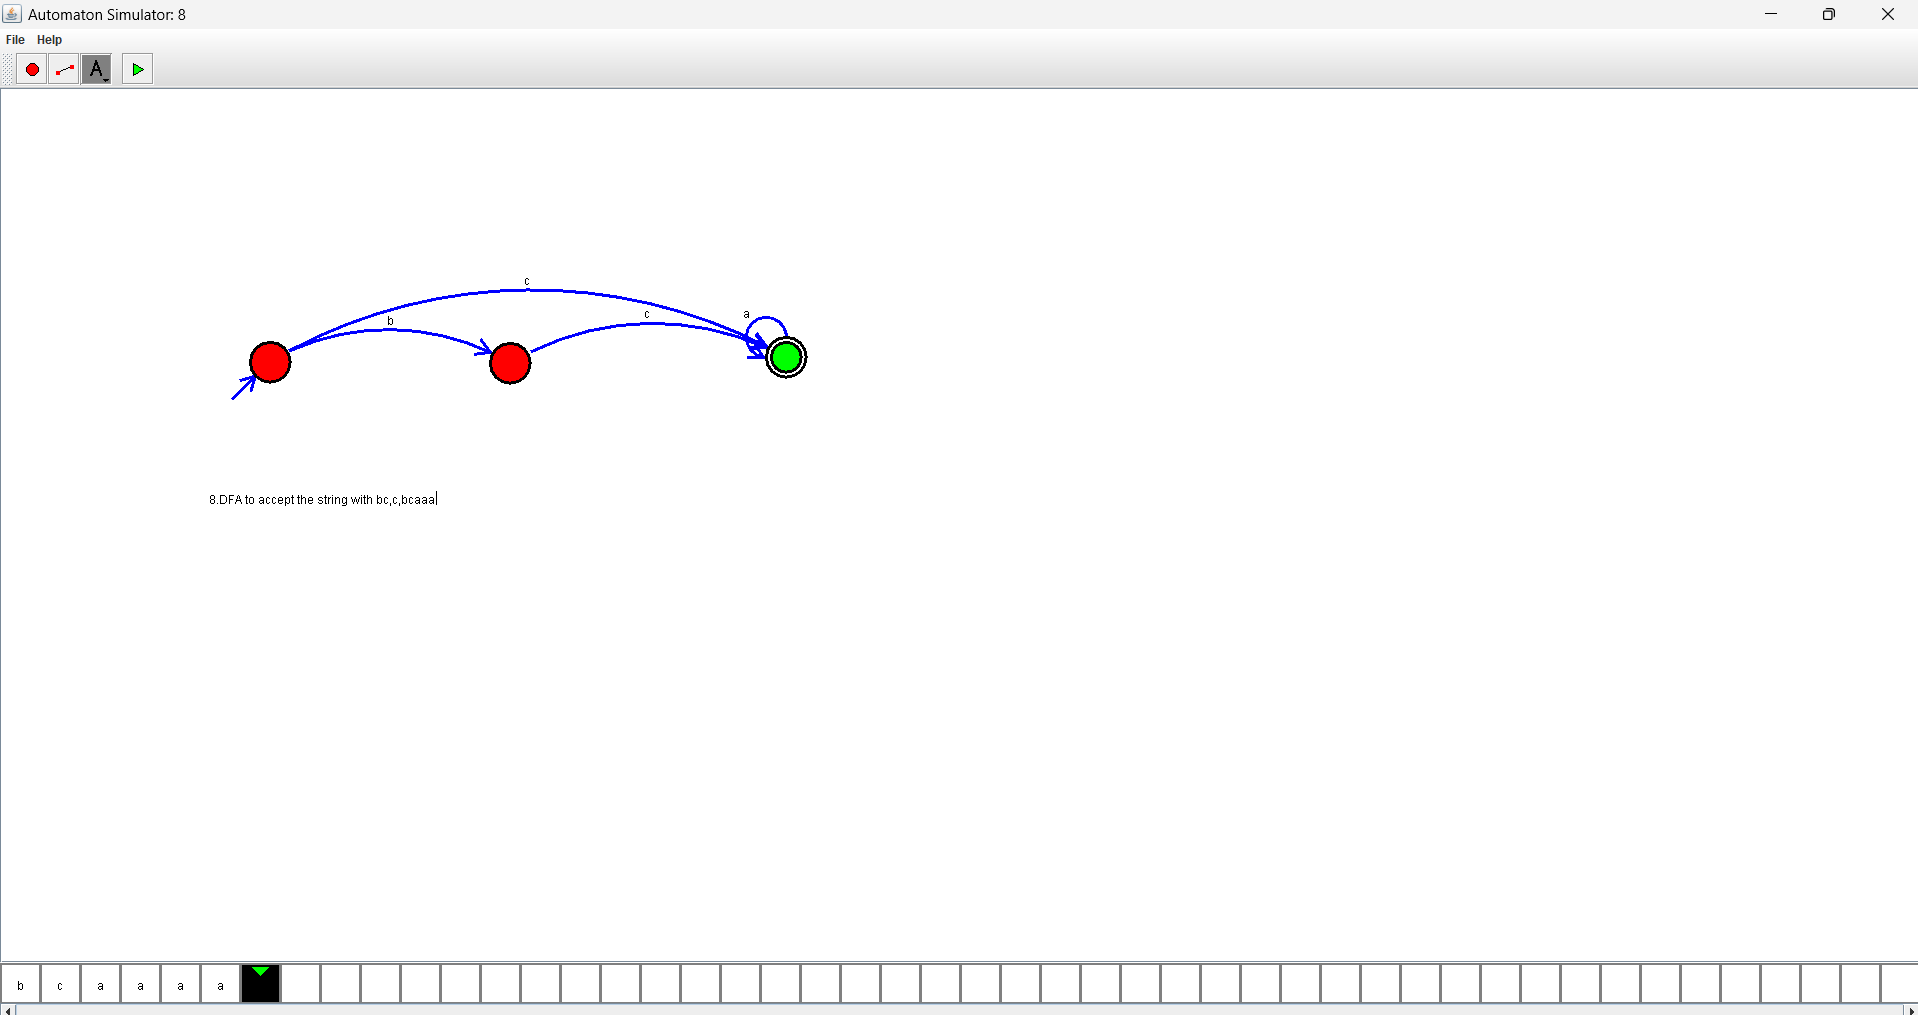 Automaton Simulator: 8
File Help
A
c
b
c
a
8.DFA to accept the string with bc,c,bcaaa
b c a a a a